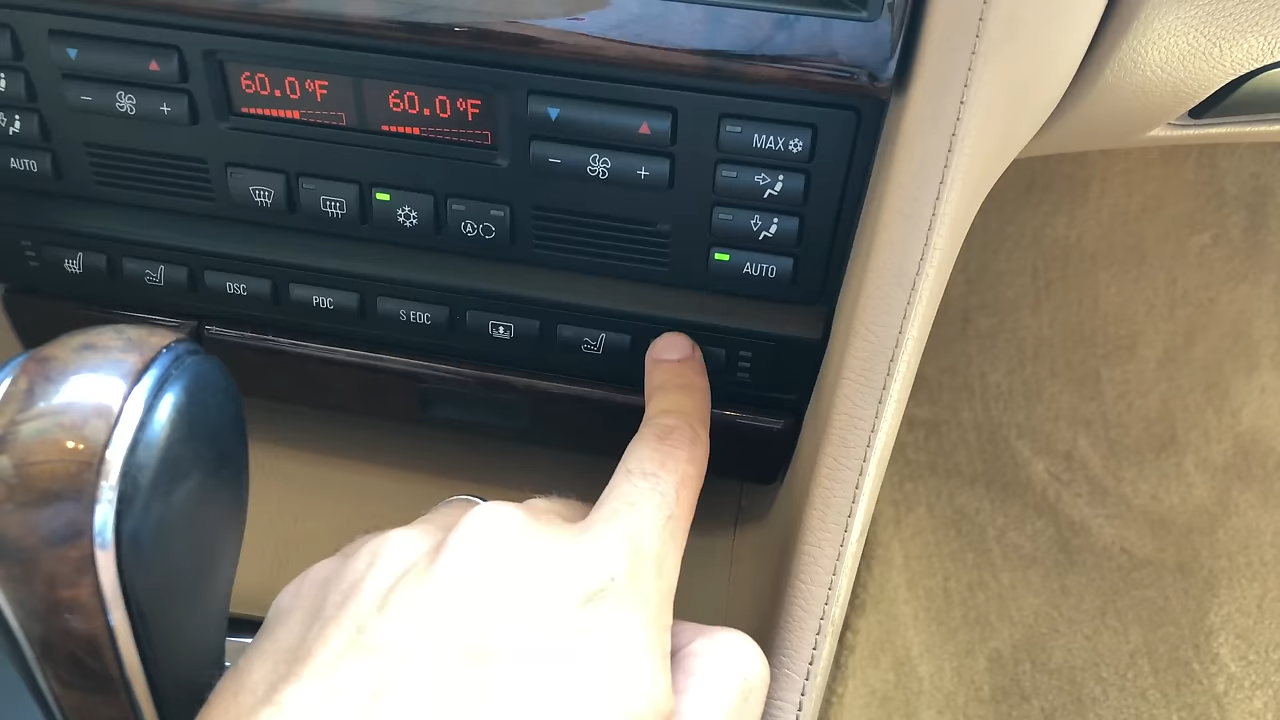 60.0°F
60.0°F
- +
- +
MAX
AUTO
A
AUTO
DSC
PDC
S EDC